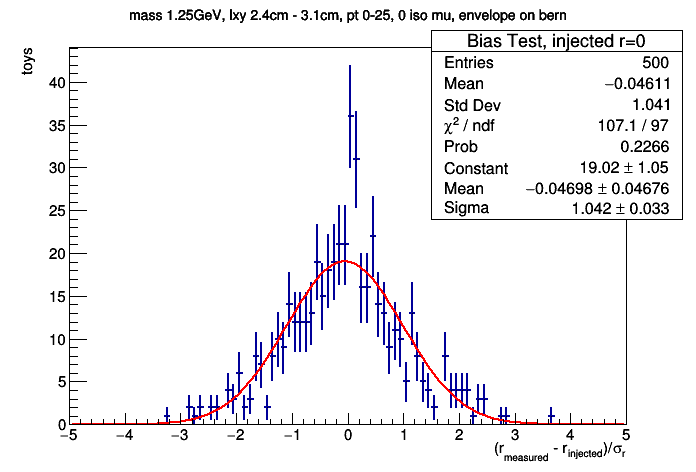 mass 1.25GeV, lxy 2.4cm - 3.1cm, pt 0-25, 0 iso mu, envelope on bern
toys
Bias Test, injected r=0
Entries 500
Mean −0.04611
Std Dev 1.041
χ² / ndf 107.1 / 97
Prob 0.2266
Constant 19.02 ± 1.05
Mean −0.04698 ± 0.04676
Sigma 1.042 ± 0.033
40
35
30
25
20
15
10
5
0
−5 −4 −3 −2 −1 0 1 2 3 4 5
(r_measured - r_injected)/σ_r